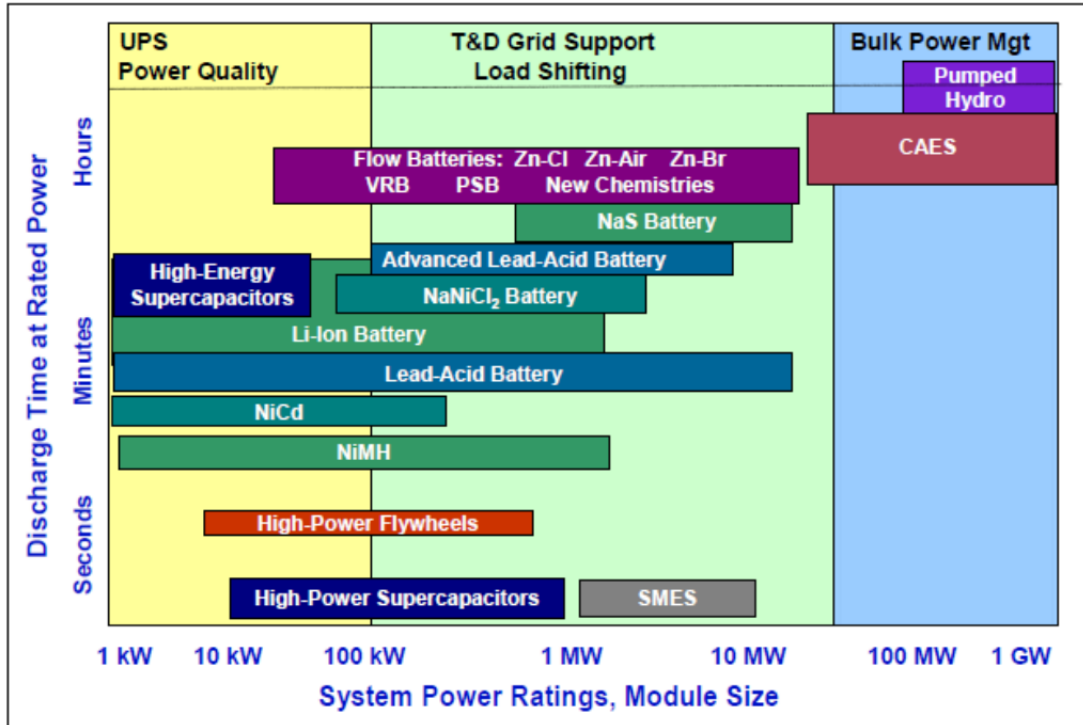 UPS
Power Quality
T&D Grid Support
Load Shifting
Bulk Power Mgt
Pumped
Hydro
CAES
Flow Batteries: Zn-Cl Zn-Air Zn-Br
VRB PSB New Chemistries
NaS Battery
Advanced Lead-Acid Battery
High-Energy
Supercapacitors
NaNiCl₂ Battery
Li-Ion Battery
Lead-Acid Battery
NiCd
NiMH
High-Power Flywheels
High-Power Supercapacitors
SMES
Discharge Time at Rated Power
Hours
Minutes
Seconds
1 kW 10 kW 100 kW 1 MW 10 MW 100 MW 1 GW
System Power Ratings, Module Size